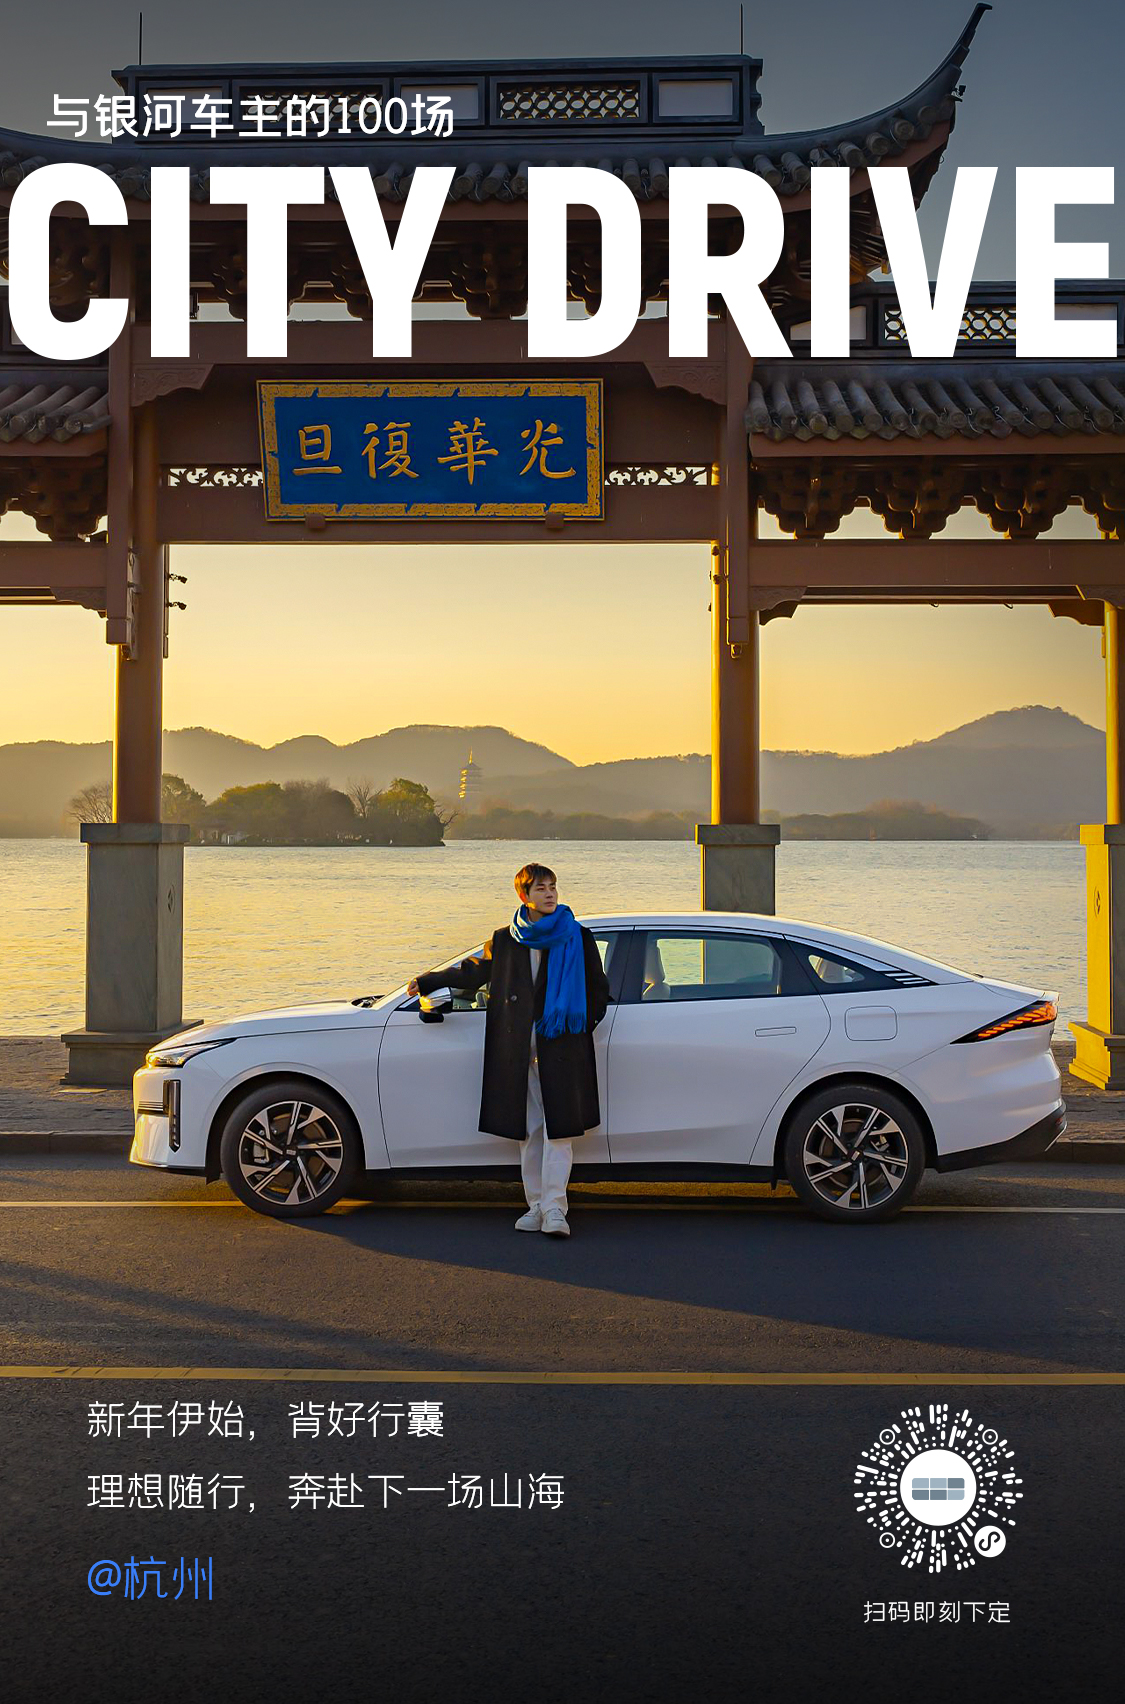 与银河车主的100场
CITY DRIVE
旦復華光
新年伊始，背好行囊
理想随行，奔赴下一场山海
@杭州
扫码即刻下定